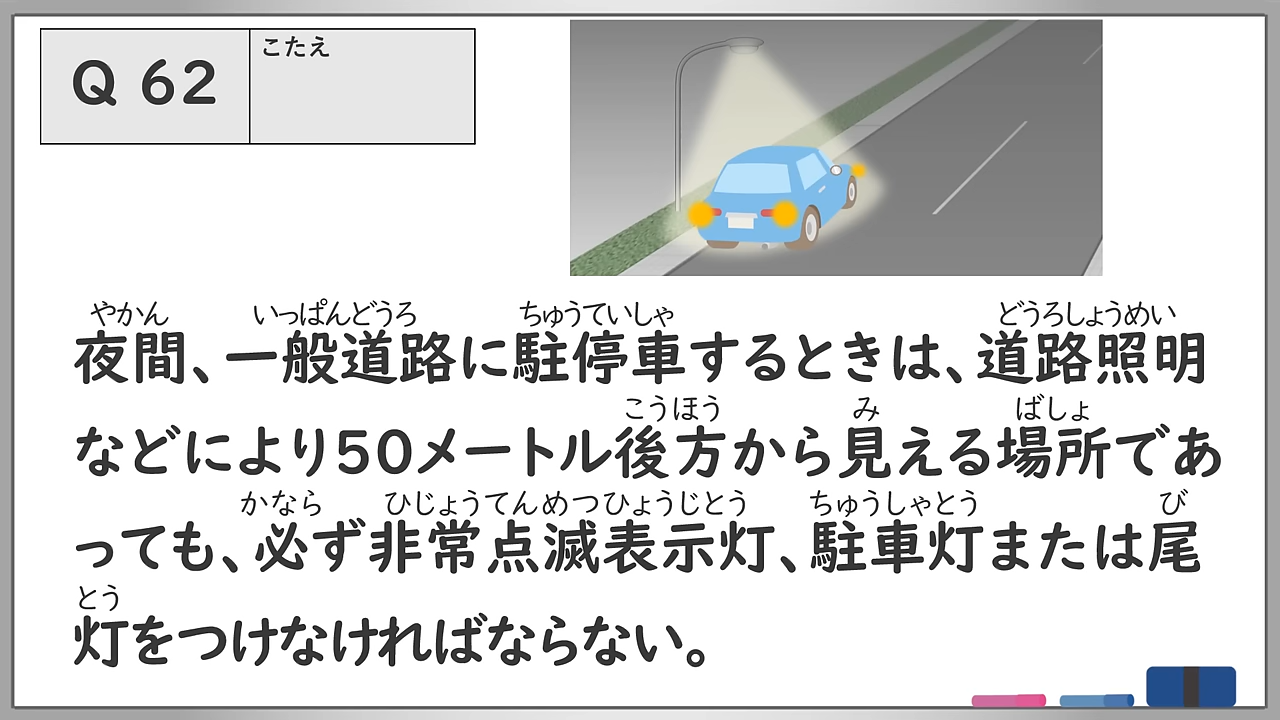 Q 62
こたえ
やかん いっぱんどうろ ちゅうていしゃ どうろしょうめい
夜間、一般道路に駐停車するときは、道路照明
こうほう み ばしょ
などにより50メートル後方から見える場所であ
かなら ひじょうてんめつひょうじとう ちゅうしゃとう び
っても、必ず非常点滅表示灯、駐車灯または尾
とう
灯をつけなければならない。